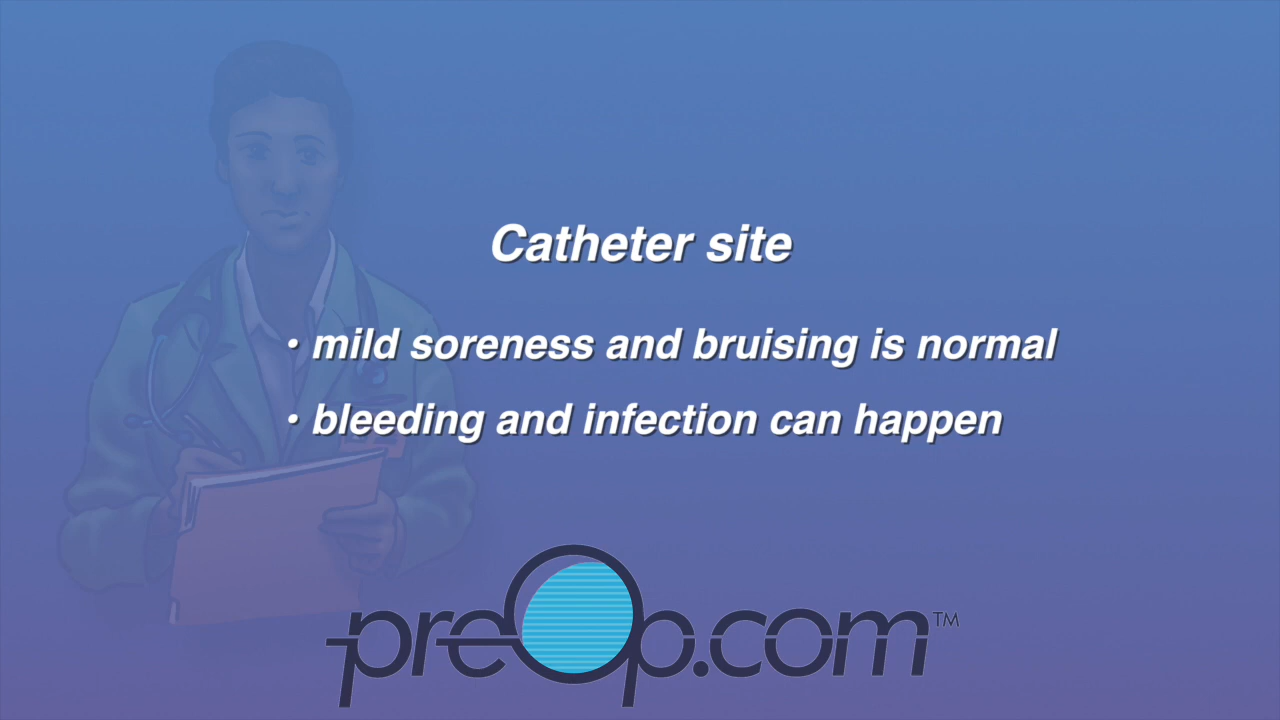 Catheter site
• mild soreness and bruising is normal
• bleeding and infection can happen
preOp.com™